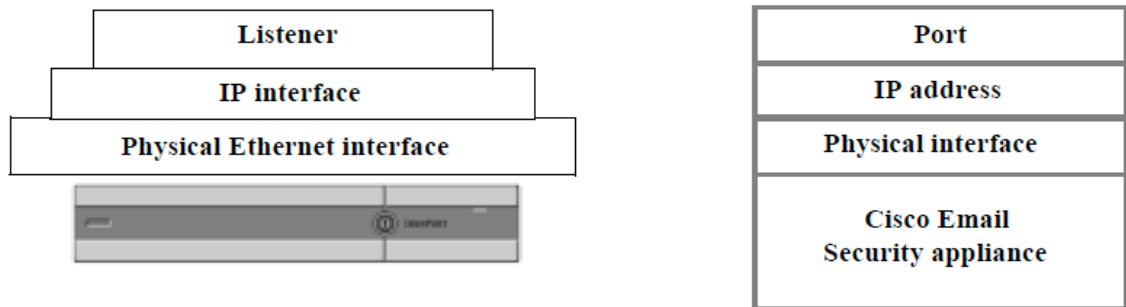 Listener
IP interface
Physical Ethernet interface
Port
IP address
Physical interface
Cisco Email
Security appliance